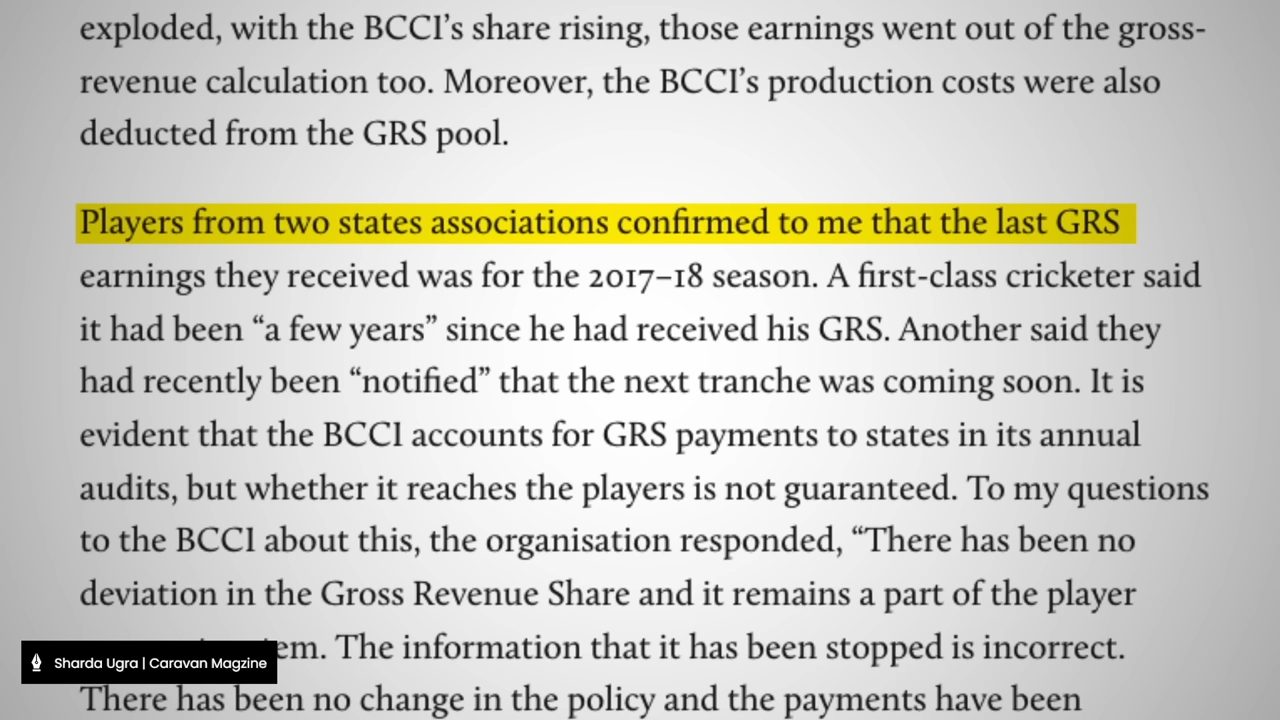 exploded, with the BCCI’s share rising, those earnings went out of the gross-
revenue calculation too. Moreover, the BCCI’s production costs were also
deducted from the GRS pool.
Players from two states associations confirmed to me that the last GRS
earnings they received was for the 2017–18 season. A first-class cricketer said
it had been “a few years” since he had received his GRS. Another said they
had recently been “notified” that the next tranche was coming soon. It is
evident that the BCCI accounts for GRS payments to states in its annual
audits, but whether it reaches the players is not guaranteed. To my questions
to the BCCI about this, the organisation responded, “There has been no
deviation in the Gross Revenue Share and it remains a part of the player
The information that it has been stopped is incorrect.
Sharda Ugra | Caravan Magzine
There has been no change in the policy and the payments have been